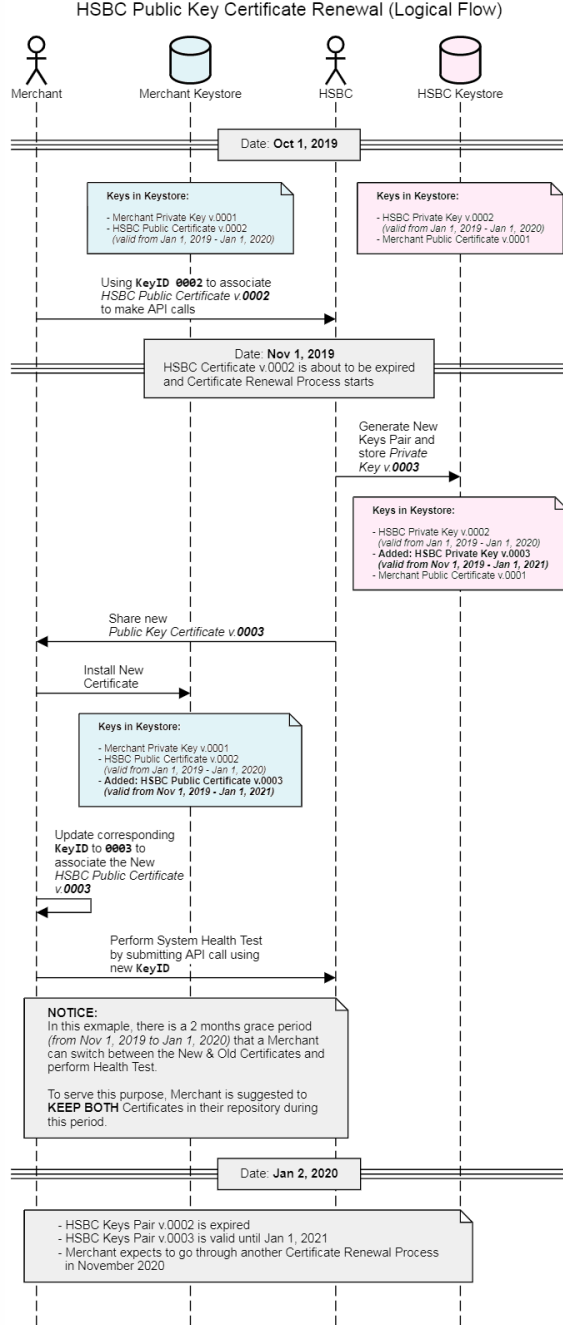 HSBC Public Key Certificate Renewal (Logical Flow)
Merchant
Merchant Keystore
HSBC
HSBC Keystore
Date: Oct 1, 2019
Keys in Keystore:
- Merchant Private Key v.0001
- HSBC Public Certificate v.0002
(valid from Jan 1, 2019 - Jan 1, 2020)
Keys in Keystore:
- HSBC Private Key v.0002
(valid from Jan 1, 2019 - Jan 1, 2020)
- Merchant Public Certificate v.0001
Using KeyID 0002 to associate
HSBC Public Certificate v.0002
to make API calls
Date: Nov 1, 2019
HSBC Certificate v.0002 is about to be expired
and Certificate Renewal Process starts
Generate New
Keys Pair and
store Private
Key v.0003
Keys in Keystore:
- HSBC Private Key v.0002
(valid from Jan 1, 2019 - Jan 1, 2020)
- Added: HSBC Private Key v.0003
(valid from Nov 1, 2019 - Jan 1, 2021)
- Merchant Public Certificate v.0001
Share new
Public Key Certificate v.0003
Install New
Certificate
Keys in Keystore:
- Merchant Private Key v.0001
- HSBC Public Certificate v.0002
(valid from Jan 1, 2019 - Jan 1, 2020)
- Added: HSBC Public Certificate v.0003
(valid from Nov 1, 2019 - Jan 1, 2021)
Update corresponding
KeyID to 0003 to
associate the New
HSBC Public Certificate
v.0003
Perform System Health Test
by submitting API call using
new KeyID
NOTICE:
In this exmaple, there is a 2 months grace period
(from Nov 1, 2019 to Jan 1, 2020) that a Merchant
can switch between the New & Old Certificates and
perform Health Test.
To serve this purpose, Merchant is suggested to
KEEP BOTH Certificates in their repository during
this period.
Date: Jan 2, 2020
- HSBC Keys Pair v.0002 is expired
- HSBC Keys Pair v.0003 is valid until Jan 1, 2021
- Merchant expects to go through another Certificate Renewal Process
in November 2020